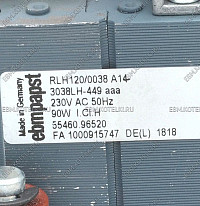 Made in Germany
ebmpapst
RLH120/0038 A14-
3038LH-449 aaa
230V AC 50Hz
90W I.Cl.H
55460.96520
FA 1000915747 DE(L) 1818